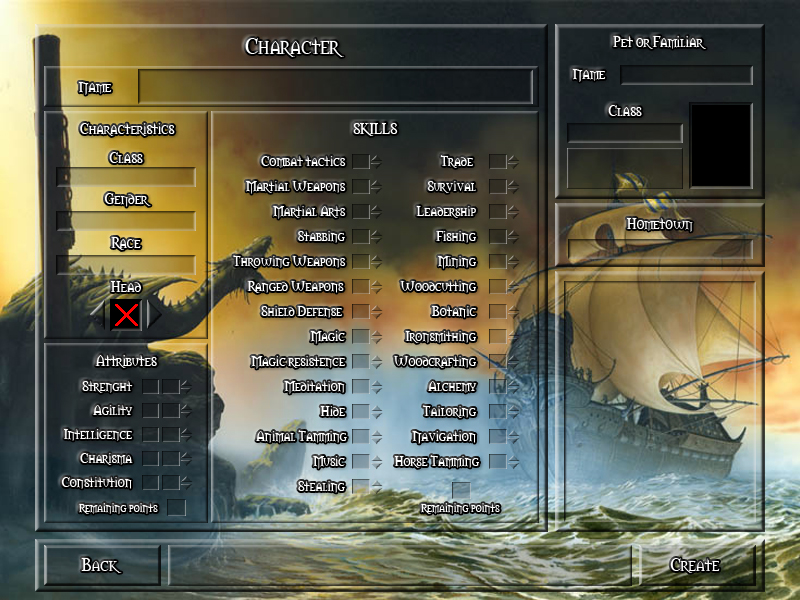 Character
Name
Characteristics
Class
Gender
Race
Head
Attributes
Strenght
Agility
Intelligence
Charisma
Constitution
Remaining points
SKILLS
Combat tactics
Martial Weapons
Martial Arts
Stabbing
Throwing Weapons
Ranged Weapons
Shield Defense
Magic
Magic resistence
Meditation
Hide
Animal Tamming
Music
Stealing
Trade
Survival
Leadership
Fishing
Mining
Woodcutting
Botanic
Ironsmithing
Woodcrafting
Alchemy
Tailoring
Navigation
Horse Tamming
Remaining points
Pet or Familiar
Name
Class
Hometown
Back
Create